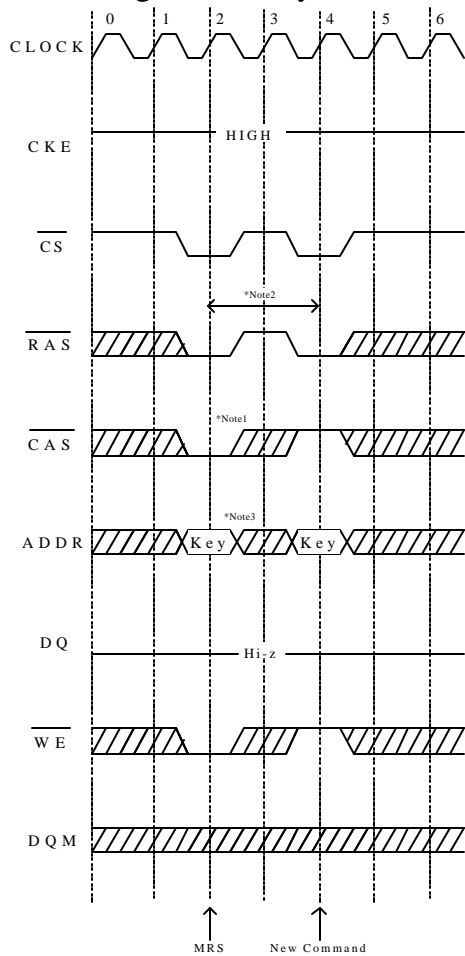 0 1 2 3 4 5 6
CLOCK
CKE
HIGH
CS
*Note2
RAS
*Note1
CAS
*Note3
ADDR
Key
Key
DQ
Hi-z
WE
DQM
MRS
New Command